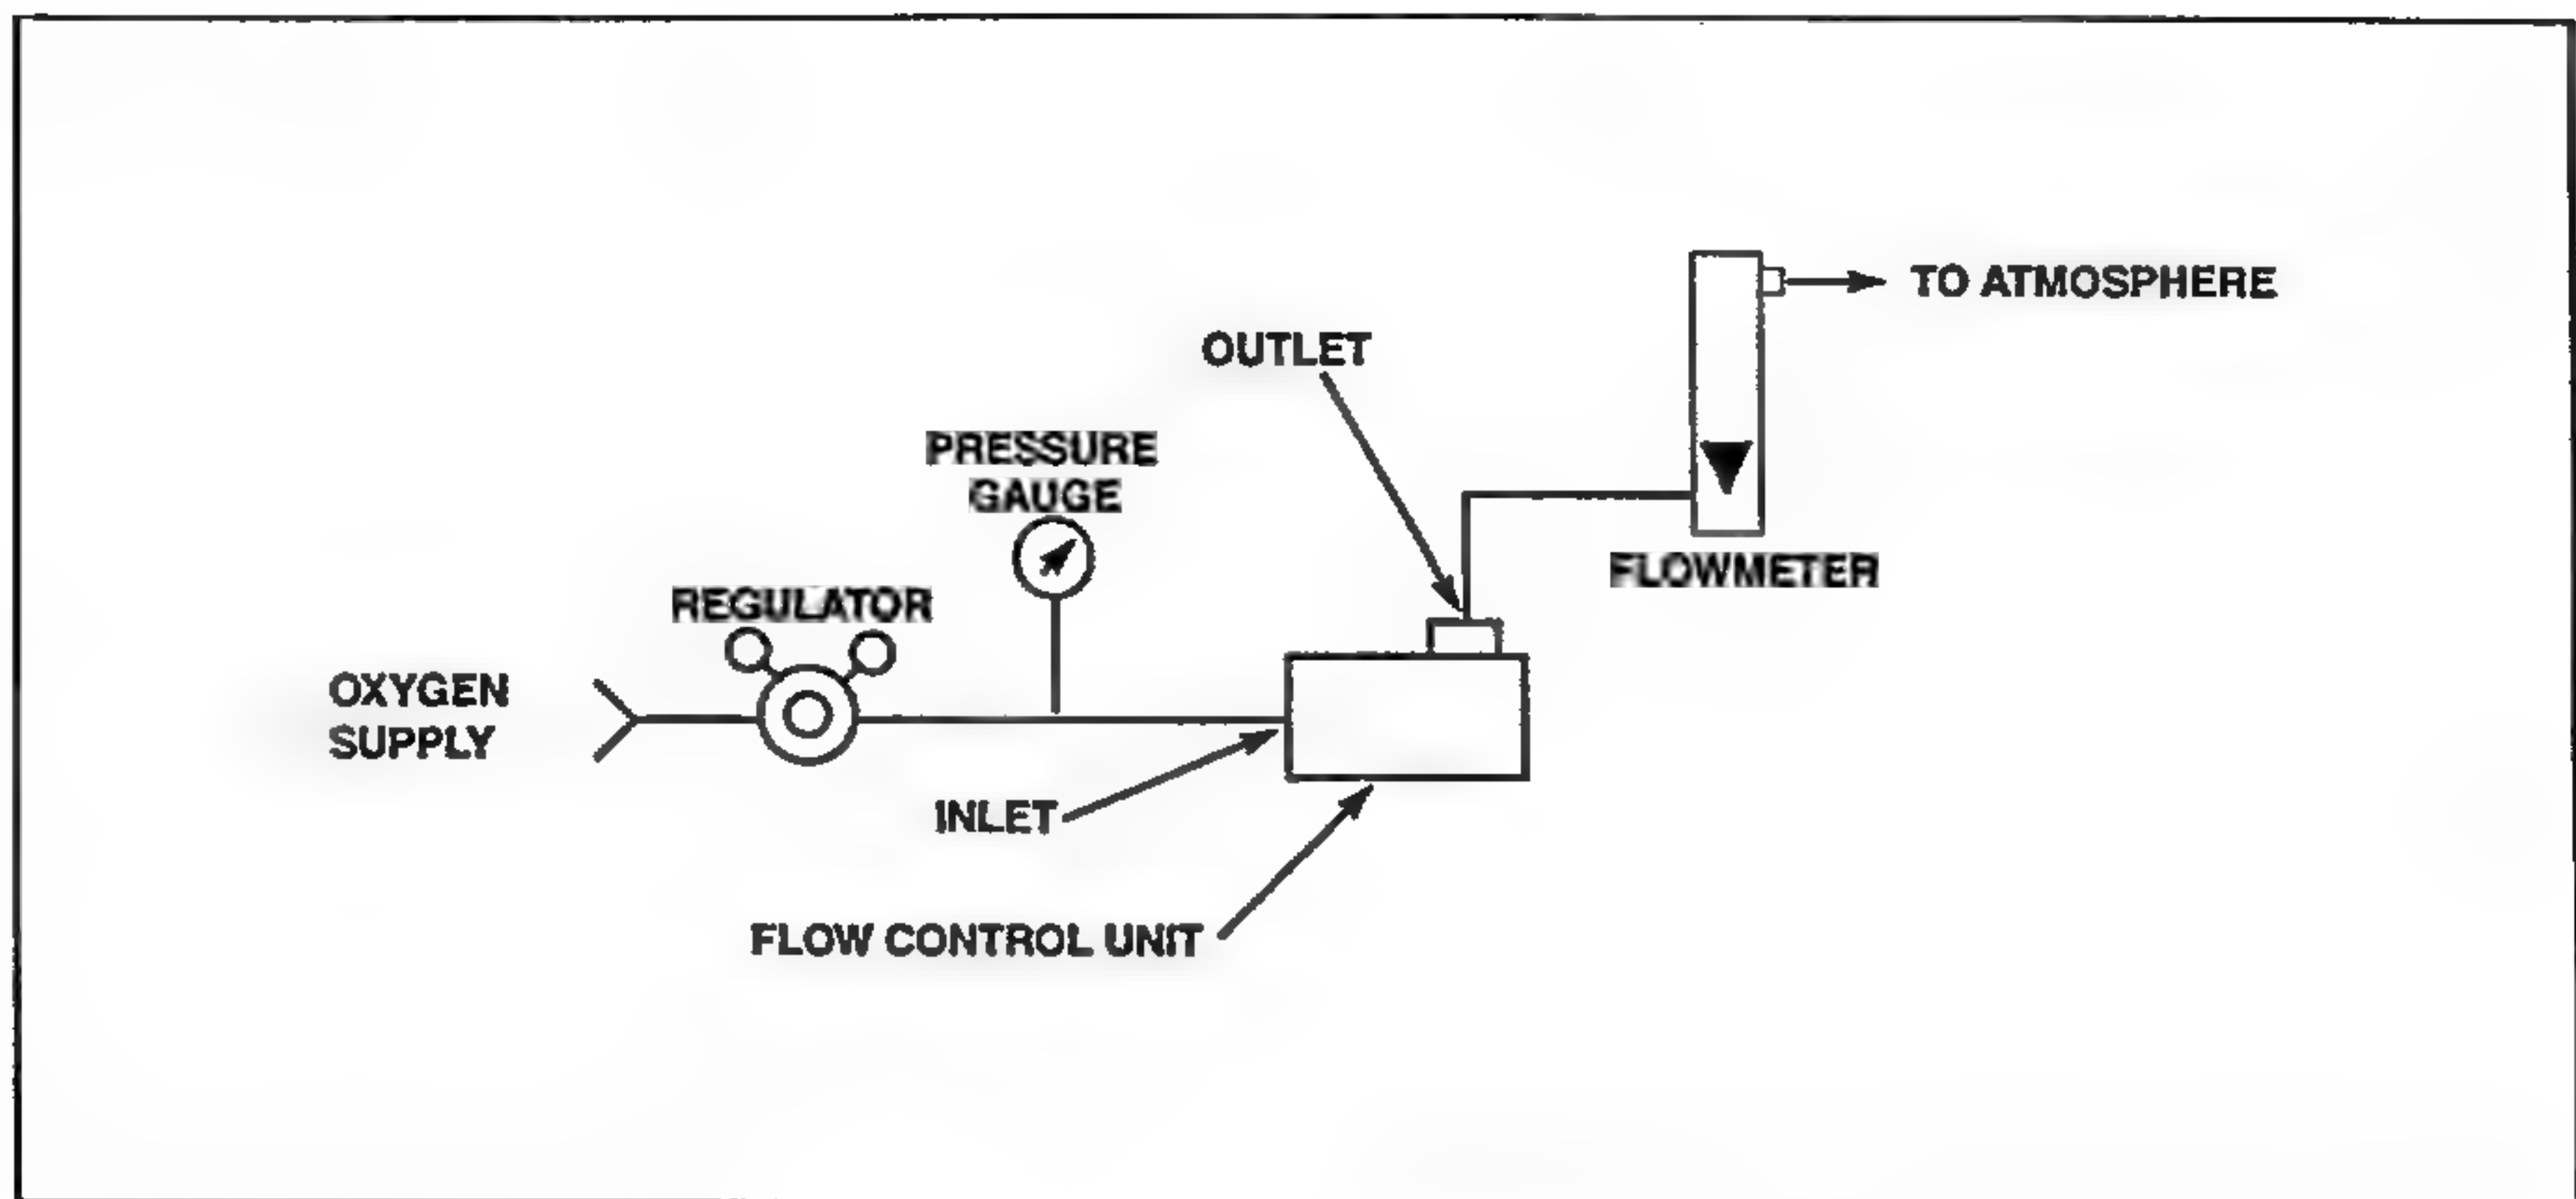 TO ATMOSPHERE
OUTLET
PRESSURE
GAUGE
FLOWMETER
REGULATOR
OXYGEN
SUPPLY
INLET
FLOW CONTROL UNIT